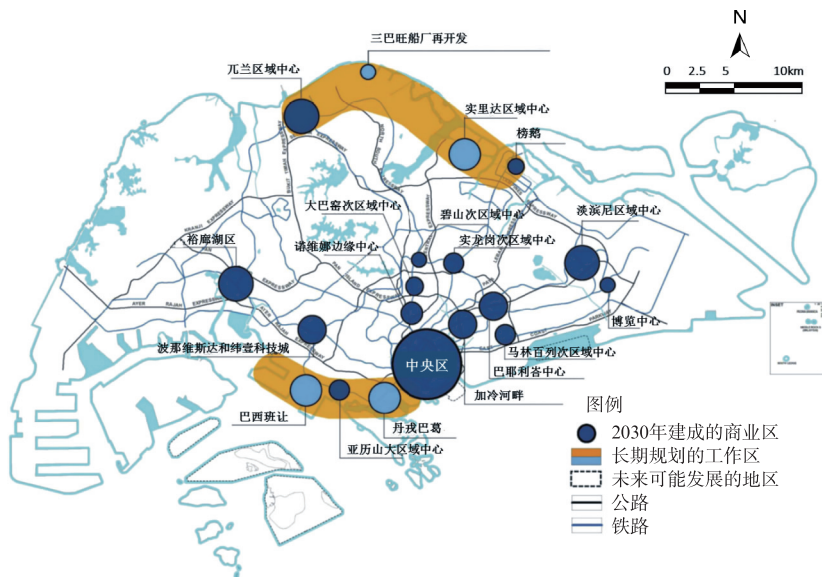 N
0 2.5 5 10km
三巴旺船厂再开发
兀兰区域中心
实里达区域中心
榜鹅
大巴窑次区域中心
碧山次区域中心
淡滨尼区域中心
裕廊湖区
诺维娜边缘中心
实龙岗次区域中心
博览中心
波那维斯达和纬壹科技城
中央区
马林百列次区域中心
巴耶利峇中心
加冷河畔
巴西班让
丹戎巴葛
亚历山大区域中心
KRANJI EXPRESSWAY
AYER RAJAH EXPRESSWAY
PAN ISLAND EXPRESSWAY
图例
2030年建成的商业区
长期规划的工作区
未来可能发展的地区
公路
铁路